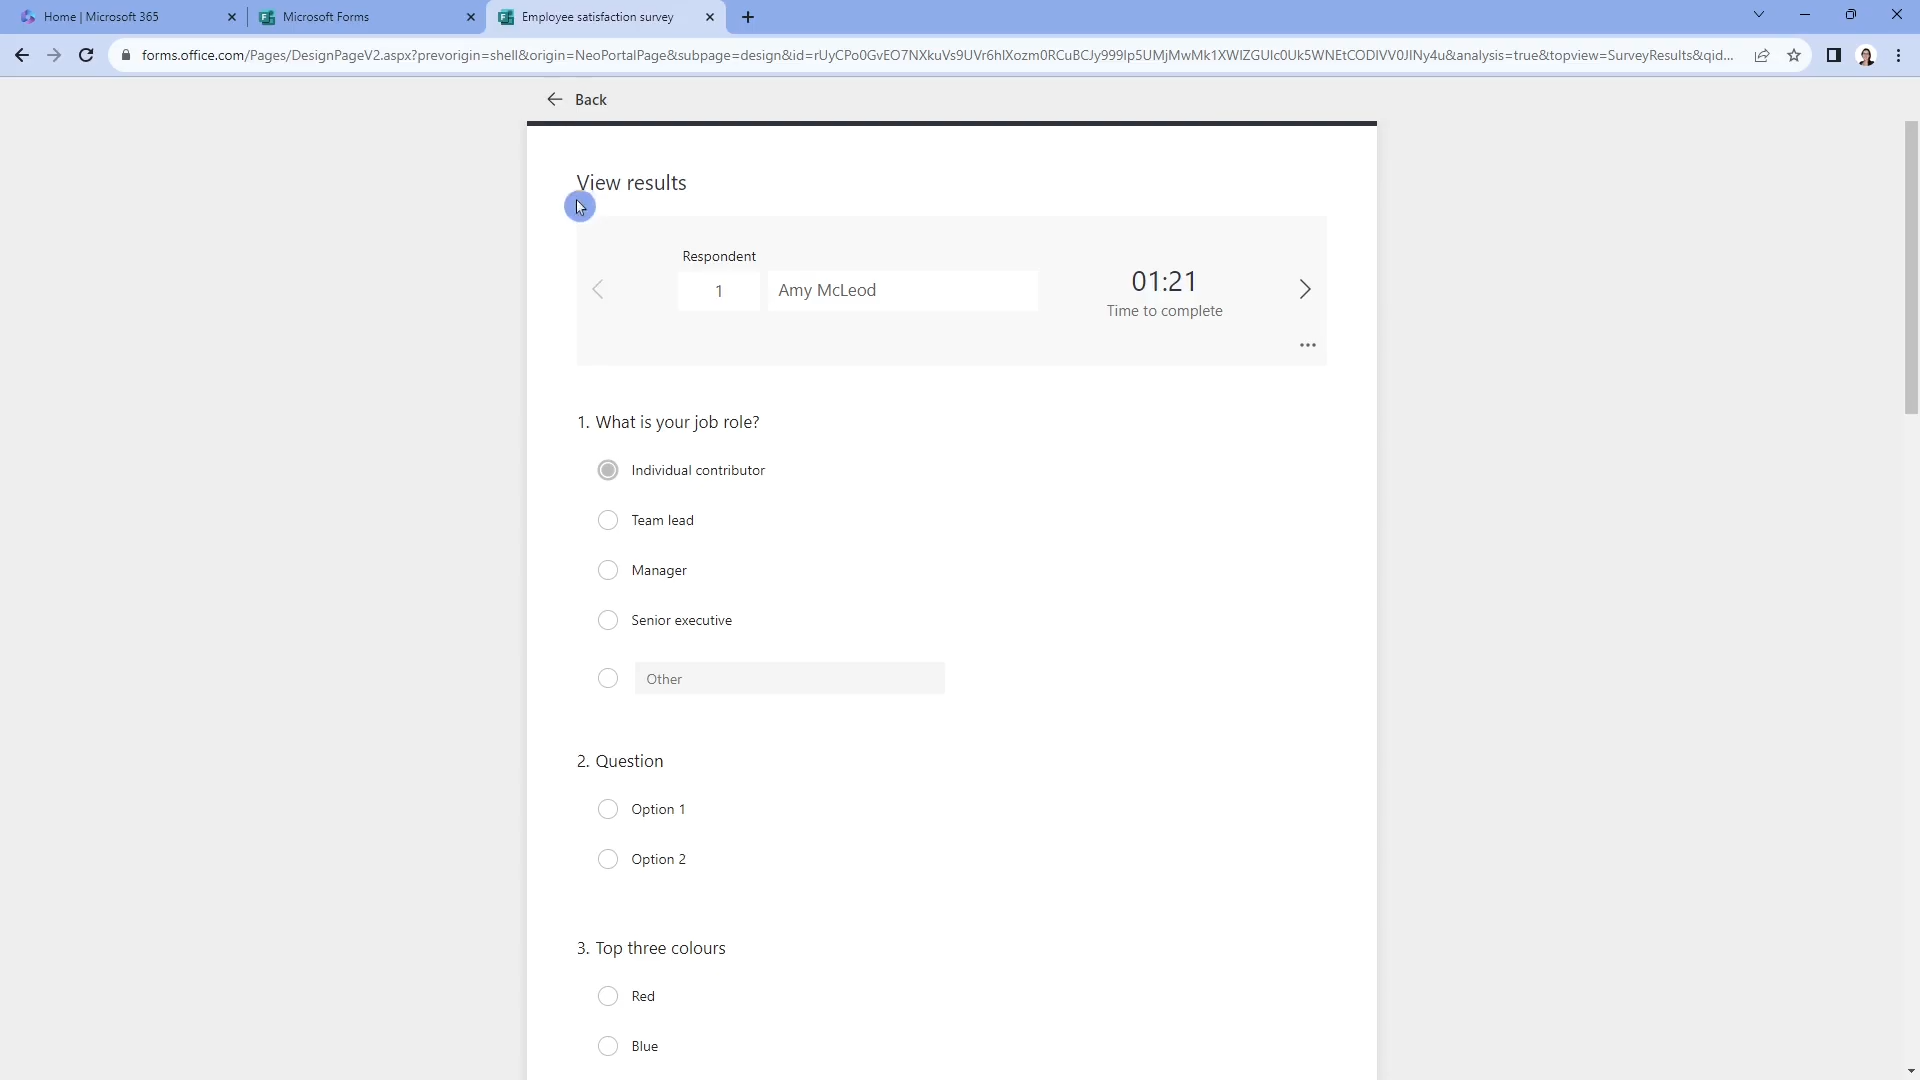 Home | Microsoft 365
Microsoft Forms
Employee satisfaction survey
forms.office.com/Pages/DesignPageV2.aspx?prevorigin=shell&origin=NeoPortalPage&subpage=design&id=rUyCPo0GvEO7NXkuVs9UVr6hlXozm0RCuBCJy999lp5UMjMwMk1XWlZGUlc0Uk5WNEtCODlVV0JINy4u&analysis=true&topview=SurveyResults&qid...
Back
View results
Respondent
1
Amy McLeod
01:21
Time to complete
1. What is your job role?
Individual contributor
Team lead
Manager
Senior executive
Other
2. Question
Option 1
Option 2
3. Top three colours
Red
Blue